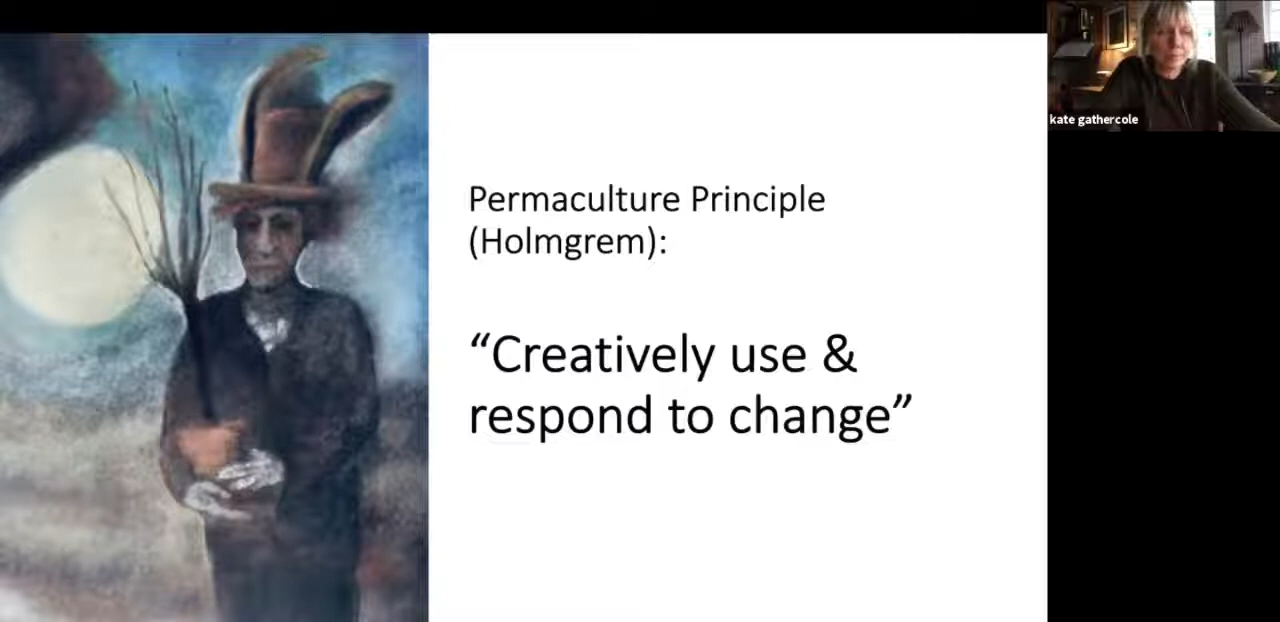 Permaculture Principle
(Holmgrem):
“Creatively use &
respond to change”
kate gathercole